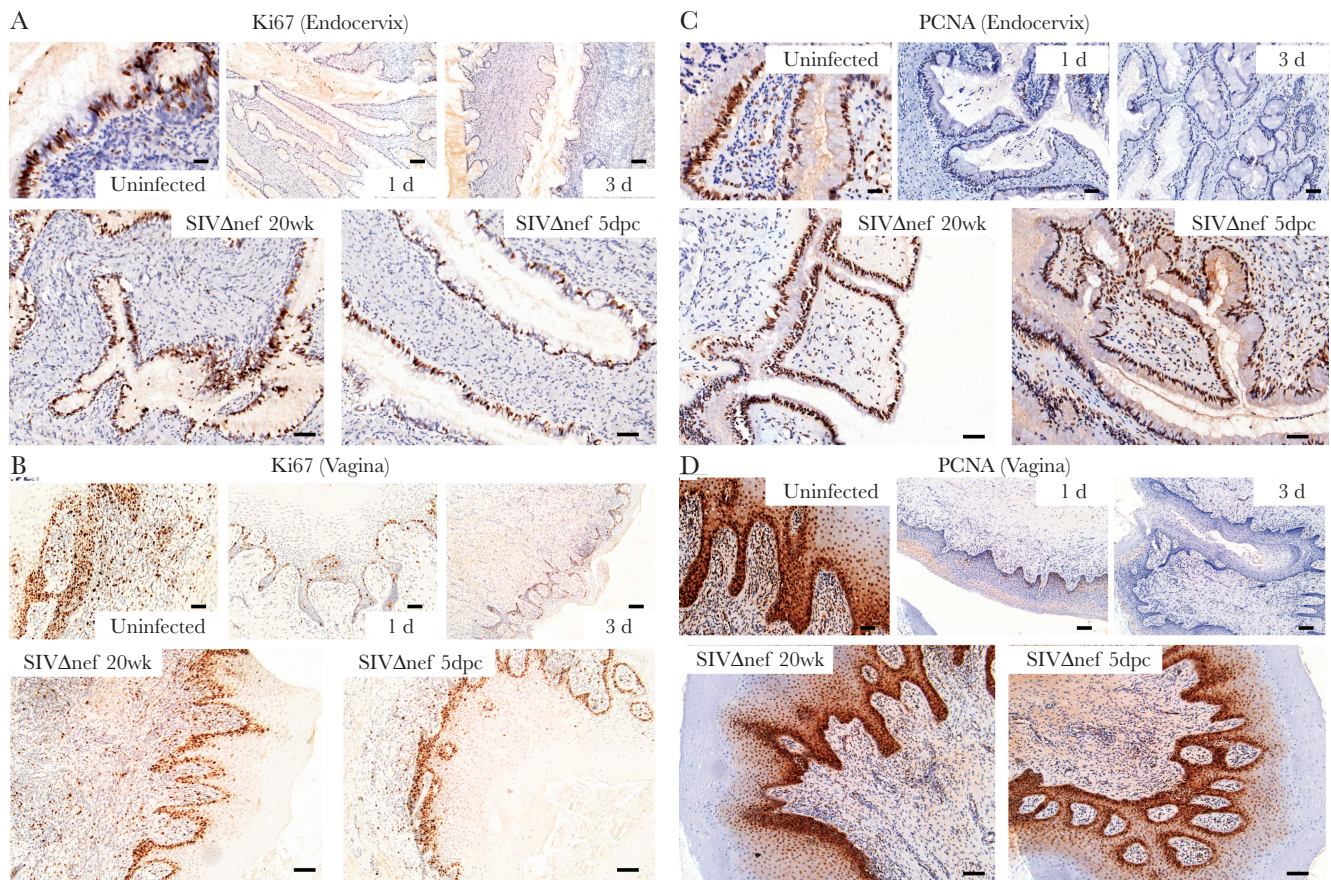 A
Ki67 (Endocervix)
Uninfected
1 d
3 d
SIVΔnef 20wk
SIVΔnef 5dpc
B
Ki67 (Vagina)
Uninfected
1 d
3 d
SIVΔnef 20wk
SIVΔnef 5dpc
C
PCNA (Endocervix)
Uninfected
1 d
3 d
SIVΔnef 20wk
SIVΔnef 5dpc
D
PCNA (Vagina)
Uninfected
1 d
3 d
SIVΔnef 20wk
SIVΔnef 5dpc